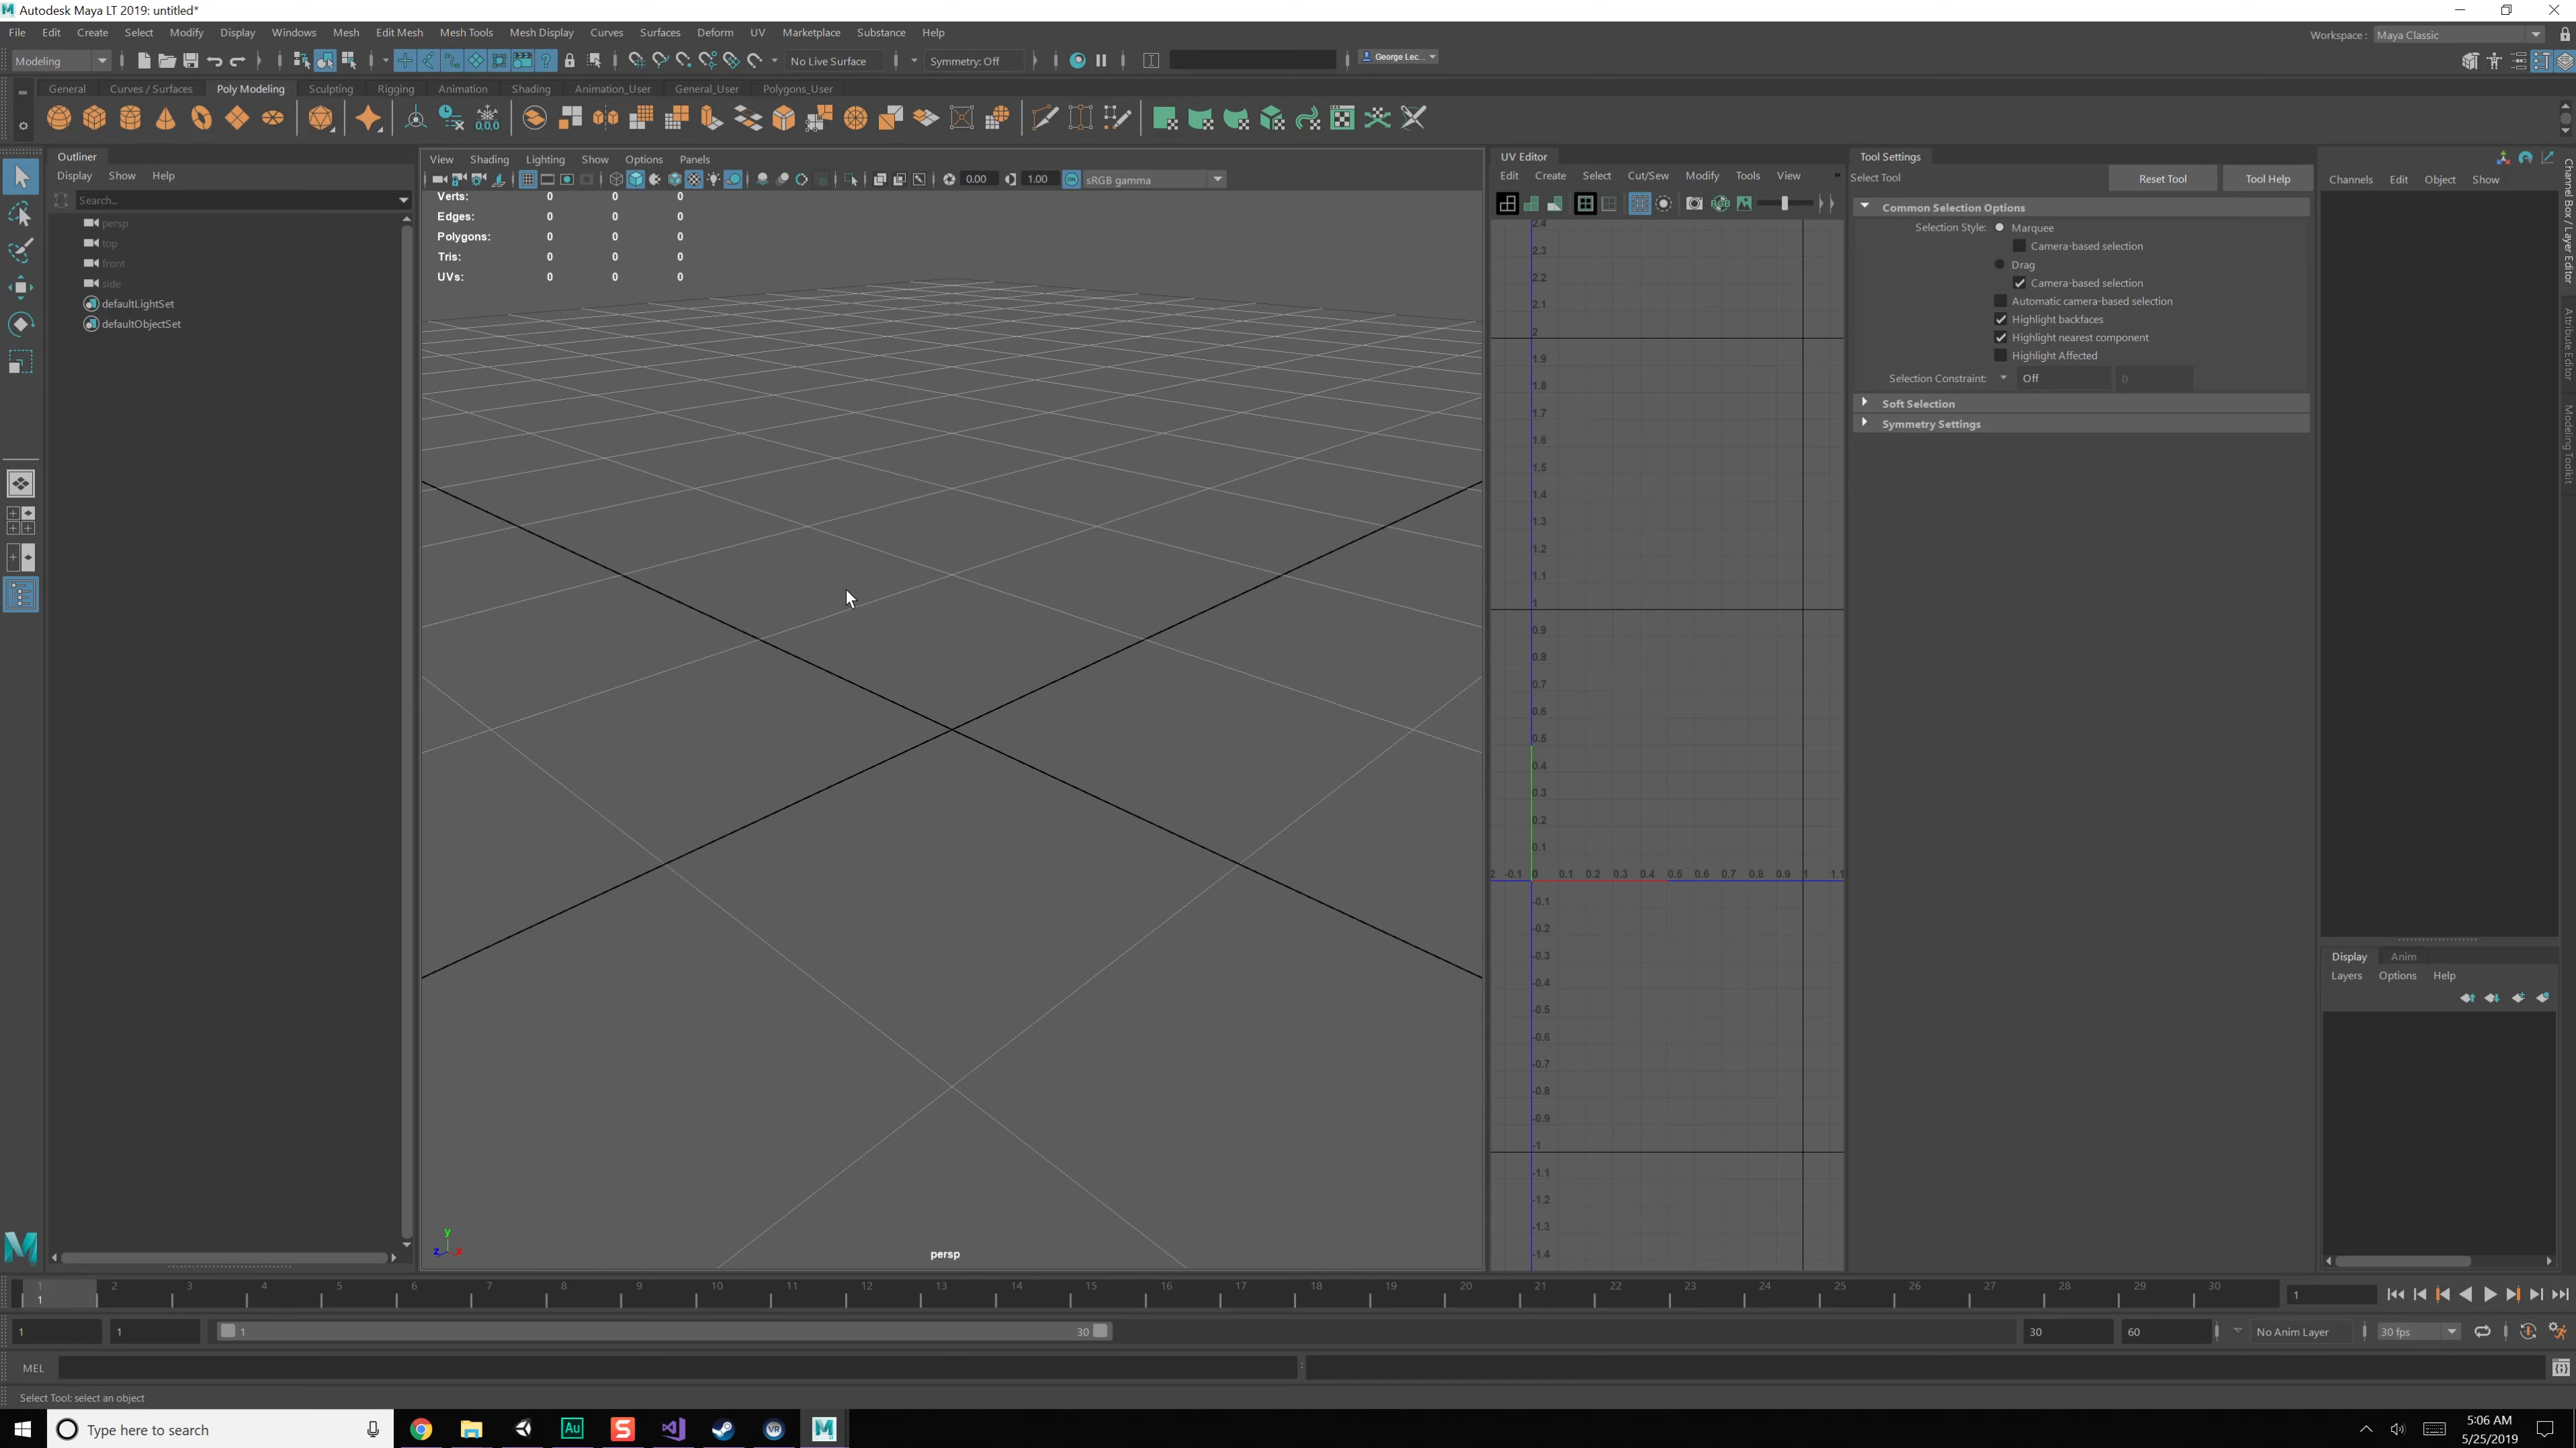 Autodesk Maya LT 2019: untitled*
File Edit Create Select Modify Display Windows Mesh Edit Mesh Mesh Tools Mesh Display Curves Surfaces Deform UV Marketplace Substance Help
Workspace : Maya Classic
Modeling
No Live Surface
Symmetry: Off
George Lec...
General Curves / Surfaces Poly Modeling Sculpting Rigging Animation Shading Animation_User General_User Polygons_User
0,0,0
Outliner
Display Show Help
Search...
persp
top
front
side
defaultLightSet
defaultObjectSet
View Shading Lighting Show Options Panels
0.00
1.00
ON
sRGB gamma
Verts: 0 0 0
Edges: 0 0 0
Polygons: 0 0 0
Tris: 0 0 0
UVs: 0 0 0
y
z x
persp
UV Editor
Edit Create Select Cut/Sew Modify Tools View
RGB
2.4
2.3
2.2
2.1
2
1.9
1.8
1.7
1.6
1.5
1.4
1.3
1.2
1.1
1
0.9
0.8
0.7
0.6
0.5
0.4
0.3
0.2
0.1
2 -0.1 0 0.1 0.2 0.3 0.4 0.5 0.6 0.7 0.8 0.9 1 1.1
-0.1
-0.2
-0.3
-0.4
-0.5
-0.6
-0.7
-0.8
-0.9
-1
-1.1
-1.2
-1.3
-1.4
Tool Settings
Select Tool
Reset Tool
Tool Help
Common Selection Options
Selection Style: Marquee
Camera-based selection
Drag
Camera-based selection
Automatic camera-based selection
Highlight backfaces
Highlight nearest component
Highlight Affected
Selection Constraint: Off 0
Soft Selection
Symmetry Settings
Channels Edit Object Show
Channel Box / Layer Editor
Attribute Editor
Modeling Toolkit
Display Anim
Layers Options Help
1 2 3 4 5 6 7 8 9 10 11 12 13 14 15 16 17 18 19 20 21 22 23 24 25 26 27 28 29 30
1
1
1 1 1 30 30 60
No Anim Layer
30 fps
MEL
Select Tool: select an object
Type here to search
Au
S
VR
M
5:06 AM
5/25/2019